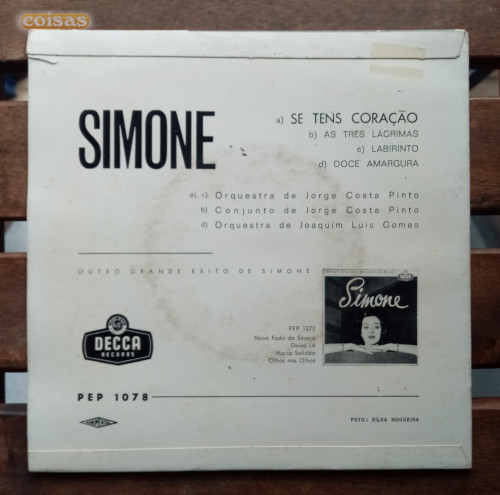 coisas
SIMONE
a) SE TENS CORAÇÃO
b) AS TRÊS LÁGRIMAS
c) LABIRINTO
d) DOCE AMARGURA
a), c) Orquestra de Jorge Costa Pinto
b) Conjunto de Jorge Costa Pinto
d) Orquestra de Joaquim Luis Gomes
OUTRO GRANDE EXITO DE SIMONE
Simone
PEP 1077
Novo Fado da Severa
Deixa Lá
Maria Solidão
Olhos nos Olhos
DECCA
RECORDS
PEP 1078
FOTO: SILVA NOGUEIRA